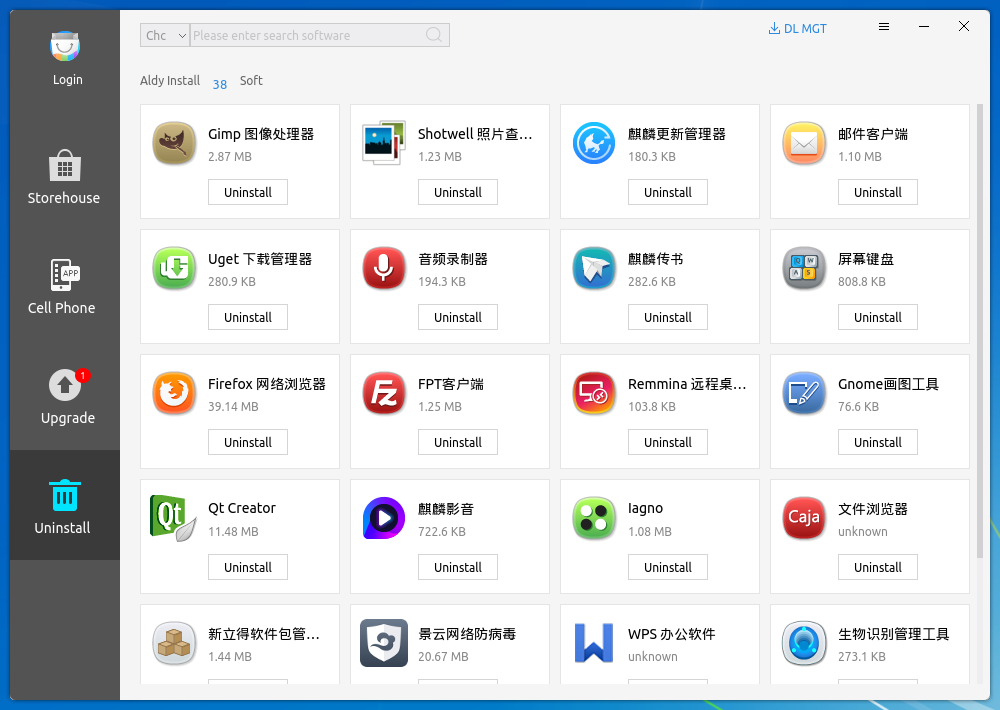 Chc
Please enter search software
DL MGT
Login
Aldy Install 38 Soft
Storehouse
APP
Cell Phone
1
Upgrade
Uninstall
Gimp 图像处理器
2.87 MB
Uninstall
Shotwell 照片查...
1.23 MB
Uninstall
麒麟更新管理器
180.3 KB
Uninstall
邮件客户端
1.10 MB
Uninstall
Uget 下载管理器
280.9 KB
Uninstall
音频录制器
194.3 KB
Uninstall
麒麟传书
282.6 KB
Uninstall
Q W
A S
屏幕键盘
808.8 KB
Uninstall
Firefox 网络浏览器
39.14 MB
Uninstall
Fz
FPT客户端
1.25 MB
Uninstall
Remmina 远程桌...
103.8 KB
Uninstall
Gnome画图工具
76.6 KB
Uninstall
Qt
Qt Creator
11.48 MB
Uninstall
麒麟影音
722.6 KB
Uninstall
Iagno
1.08 MB
Uninstall
Caja
文件浏览器
unknown
Uninstall
新立得软件包管...
1.44 MB
景云网络防病毒
20.67 MB
WPS 办公软件
unknown
生物识别管理工具
273.1 KB